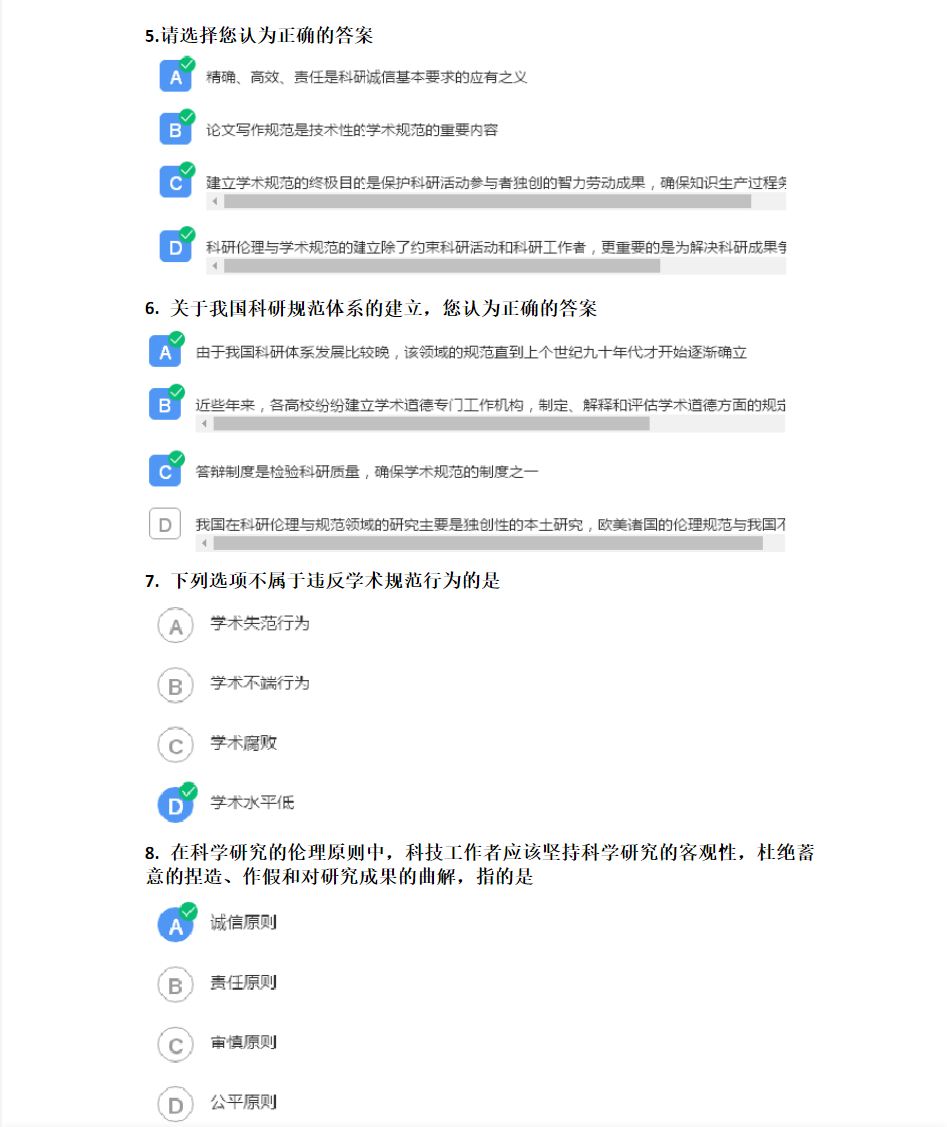 5.请选择您认为正确的答案
A 精确、高效、责任是科研诚信基本要求的应有之义
B 论文写作规范是技术性的学术规范的重要内容
C 建立学术规范的终极目的是保护科研活动参与者独创的智力劳动成果，确保知识生产过程
D 科研伦理与学术规范的建立除了约束科研活动和科研工作者，更重要的是为解决科研成果
6. 关于我国科研规范体系的建立，您认为正确的答案
A 由于我国科研体系发展比较晚，该领域的规范直到上个世纪九十年代才开始逐渐确立
B 近些年来，各高校纷纷建立学术道德专门工作机构，制定、解释和评估学术道德方面的规定
C 答辩制度是检验科研质量，确保学术规范的制度之一
D 我国在科研伦理与规范领域的研究主要是独创性的本土研究，欧美诸国的伦理规范与我国不
7. 下列选项不属于违反学术规范行为的是
A 学术失范行为
B 学术不端行为
C 学术腐败
D 学术水平低
8. 在科学研究的伦理原则中，科技工作者应该坚持科学研究的客观性，杜绝蓄
意的捏造、作假和对研究成果的曲解，指的是
A 诚信原则
B 责任原则
C 审慎原则
D 公平原则